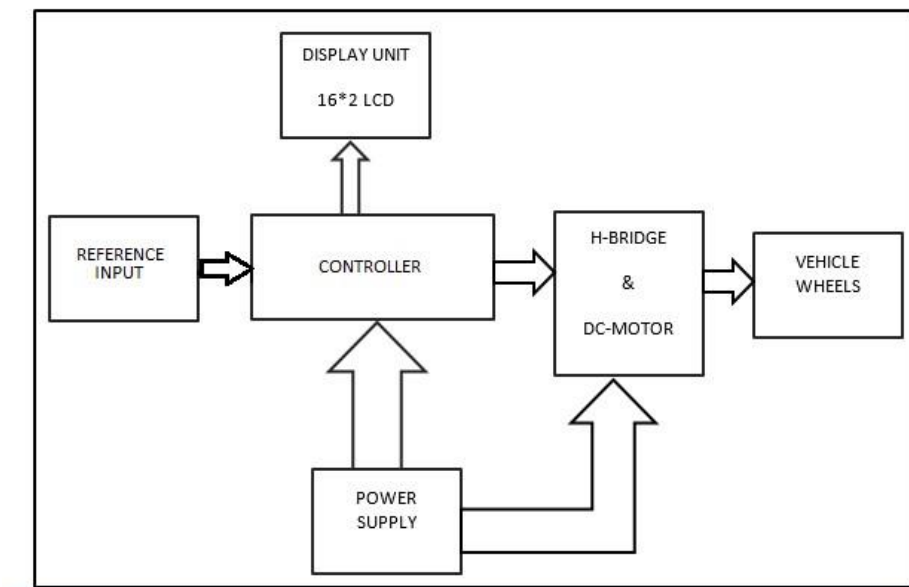 DISPLAY UNIT
16*2 LCD
REFERENCE
INPUT
CONTROLLER
H-BRIDGE
&
DC-MOTOR
VEHICLE
WHEELS
POWER
SUPPLY